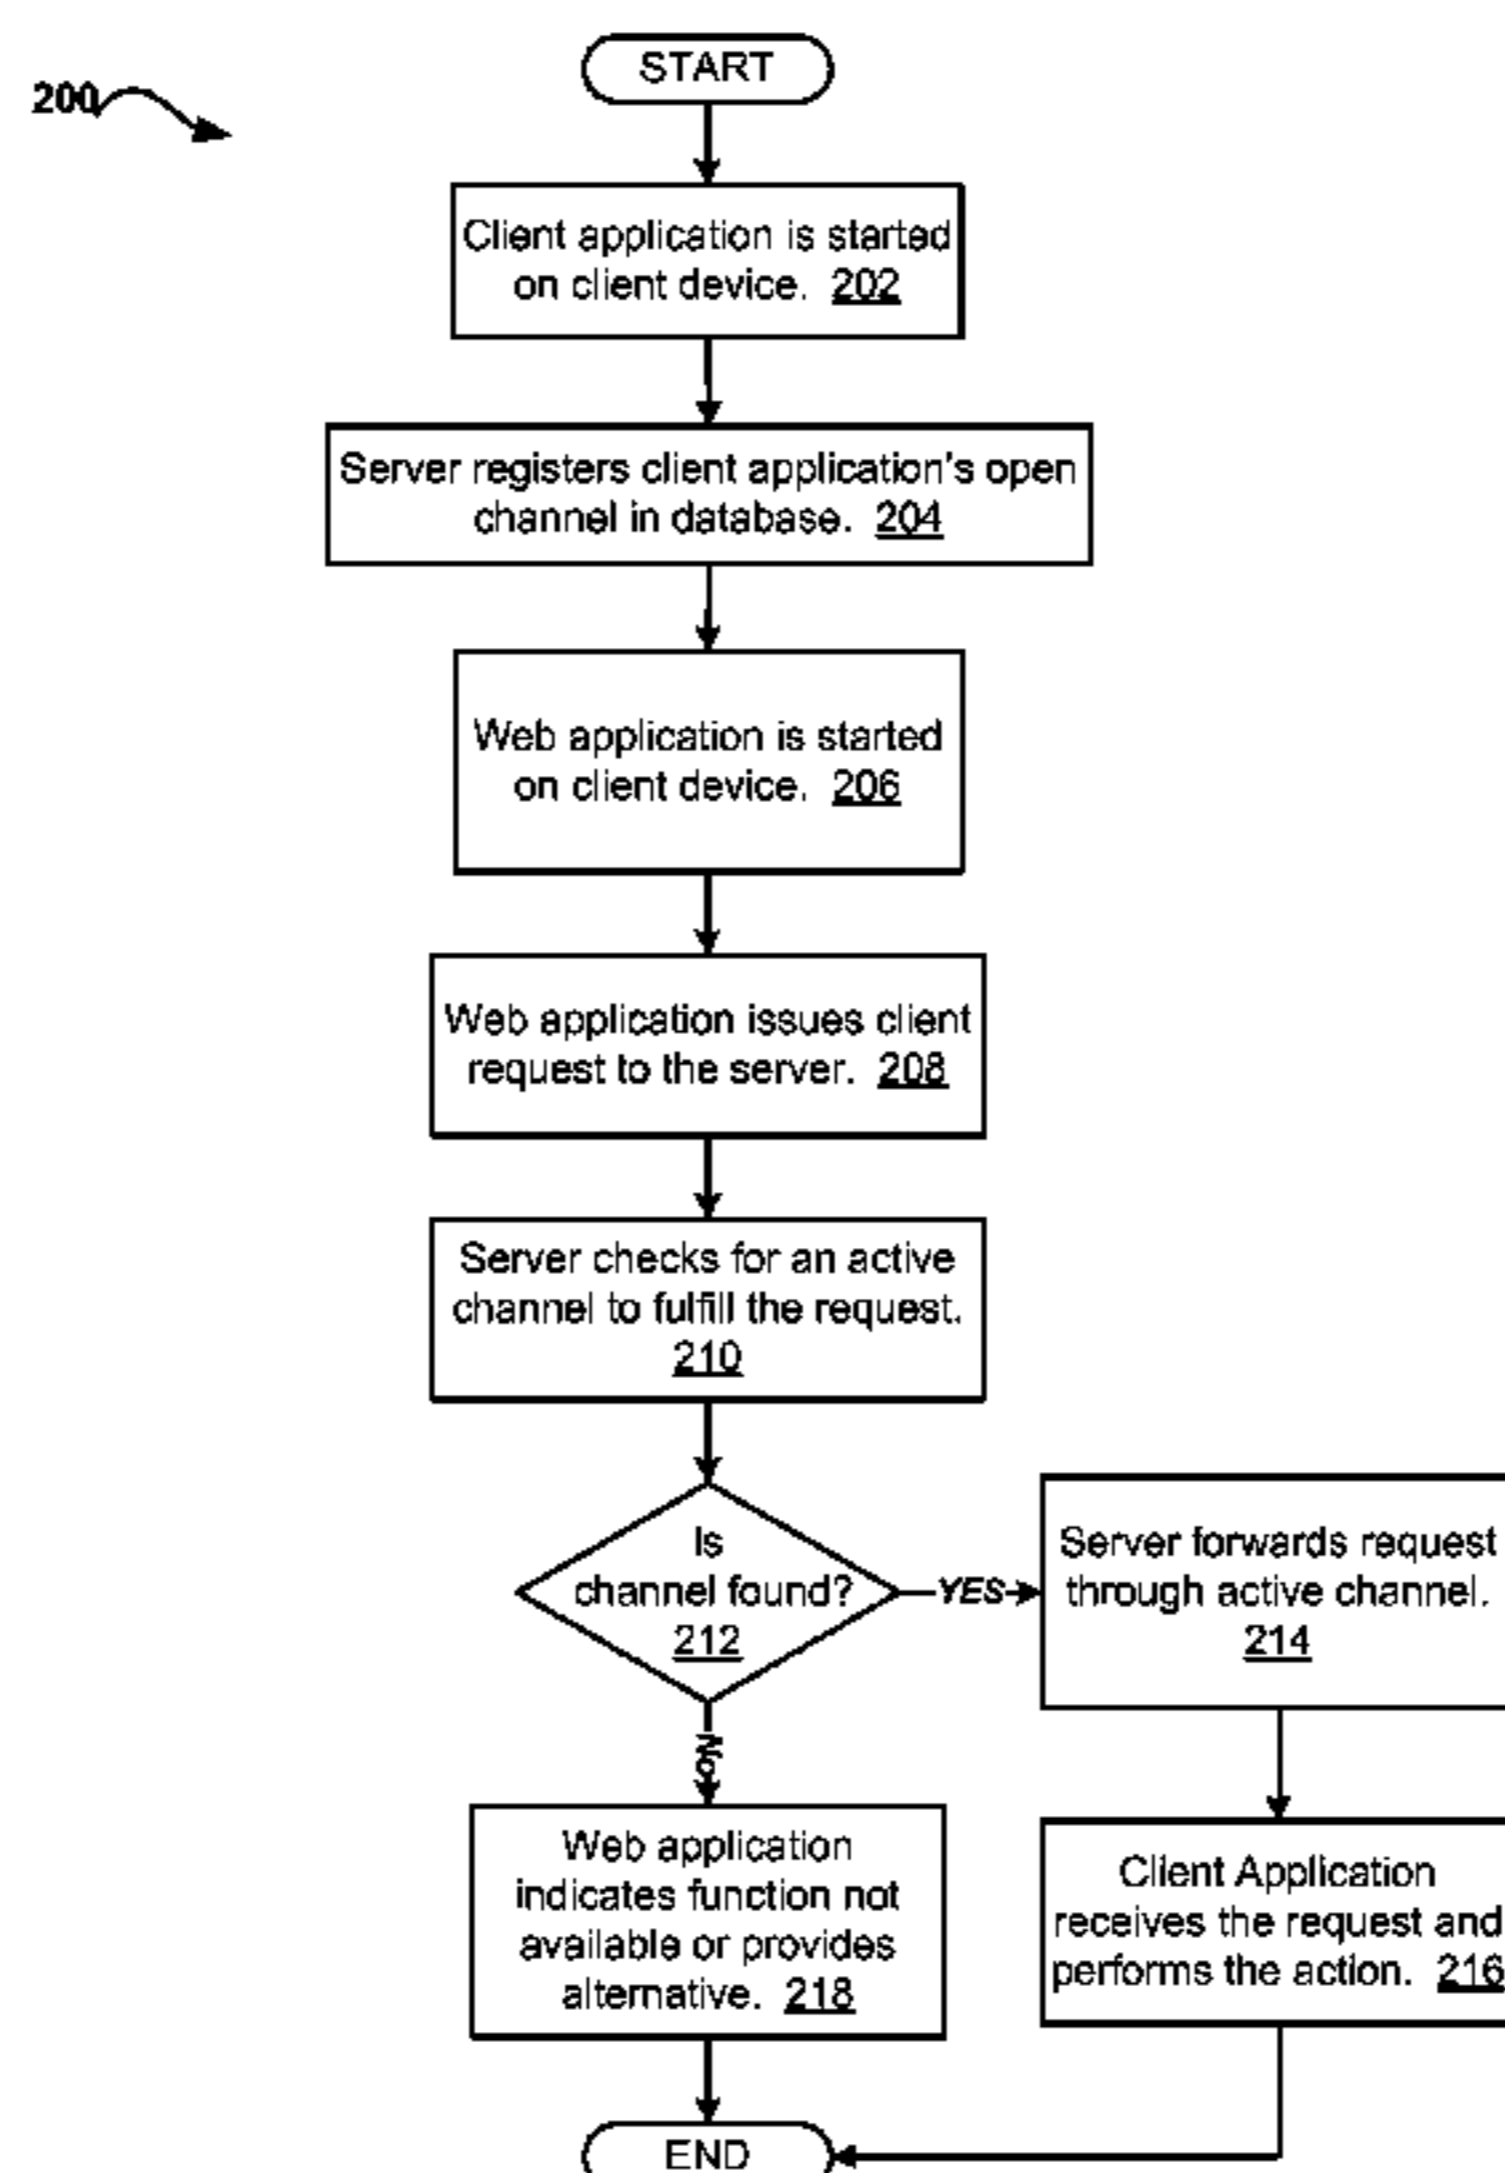 START
200
Client application is started
on client device. 202
Server registers client application's open
channel in database. 204
Web application is started
on client device. 206
Web application issues client
request to the server. 208
Server checks for an active
channel to fulfill the request.
210
Is
channel found?
212
YES
Server forwards request
through active channel.
214
NO
Web application
indicates function not
available or provides
alternative. 218
Client Application
receives the request and
performs the action. 216
END